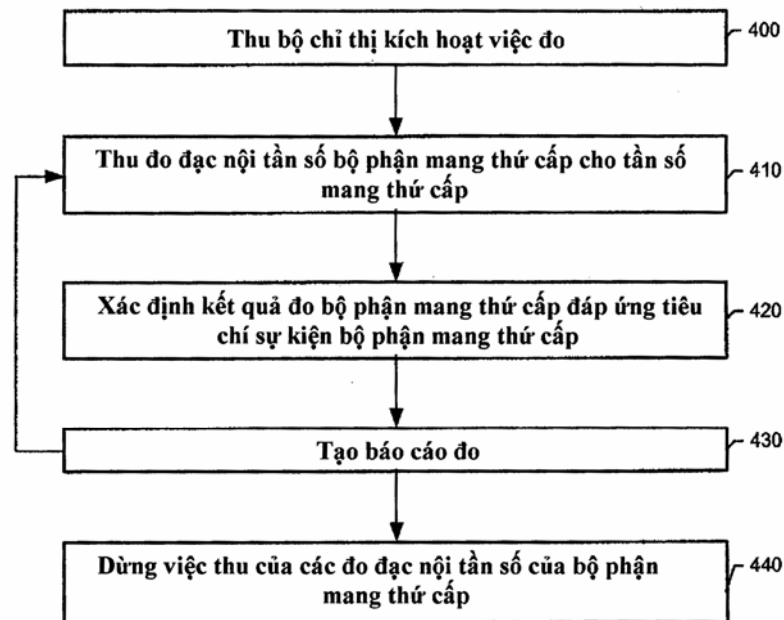 Thu bộ chỉ thị kích hoạt việc đo
400
Thu đo đạc nội tần số bộ phận mang thứ cấp cho tần số
mang thứ cấp
410
Xác định kết quả đo bộ phận mang thứ cấp đáp ứng tiêu
chí sự kiện bộ phận mang thứ cấp
420
Tạo báo cáo đo
430
Dừng việc thu của các đo đạc nội tần số của bộ phận
mang thứ cấp
440